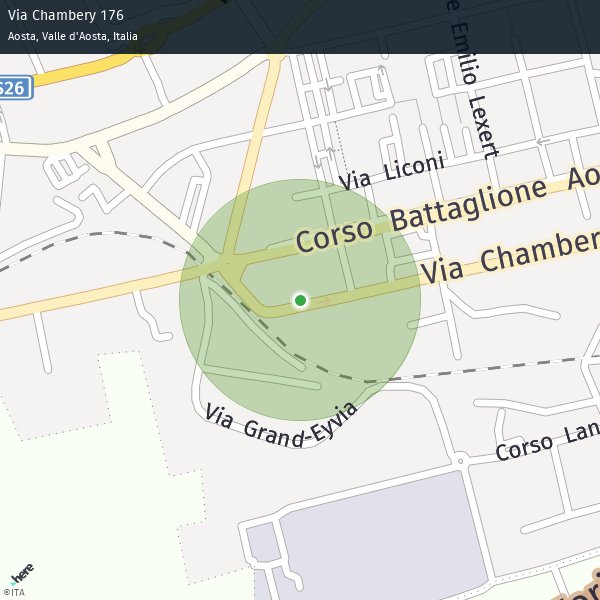 Via Chambery 176
Aosta, Valle d'Aosta, Italia
S26
e Emilio Lexert
Via Liconi
Corso Battaglione Ao
Via Chamber
Via Grand-Eyvia
Corso Lan
here
©ITA